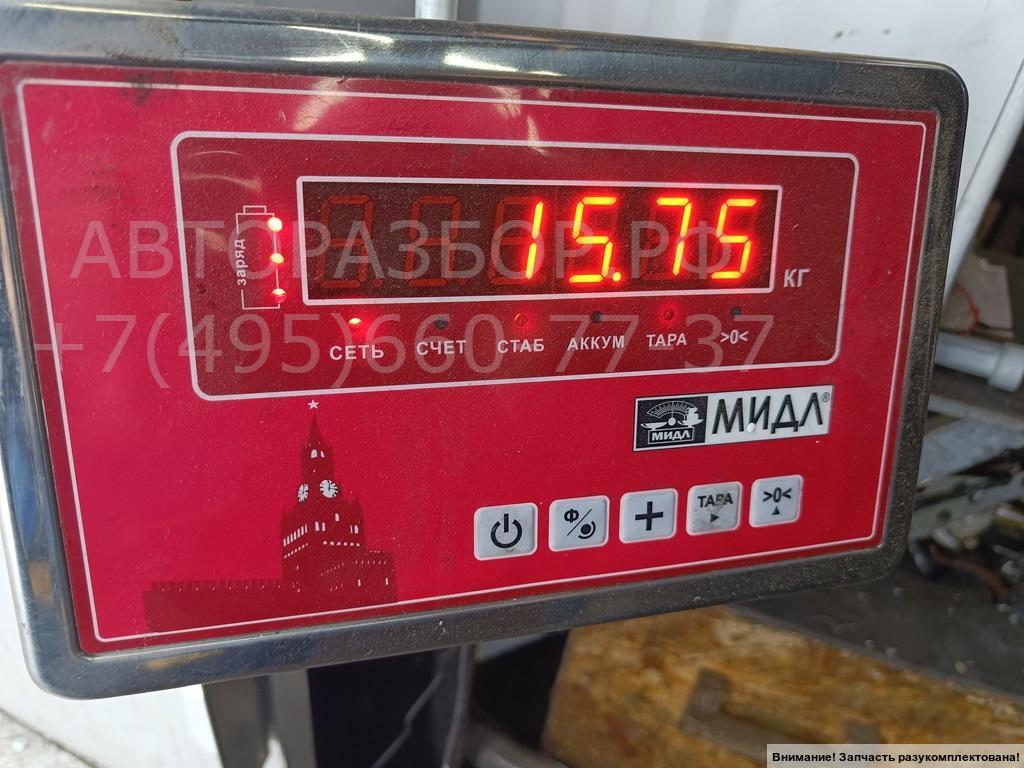 15.75
КГ
заряд
АВТОРАЗБОР.РФ
+7(495)660 77 37
СЕТЬ СЧЕТ СТАБ АККУМ ТАРА >0<
МИДЛ МИДЛ®
Ф ТАРА >0<
Внимание! Запчасть разукомплектована!